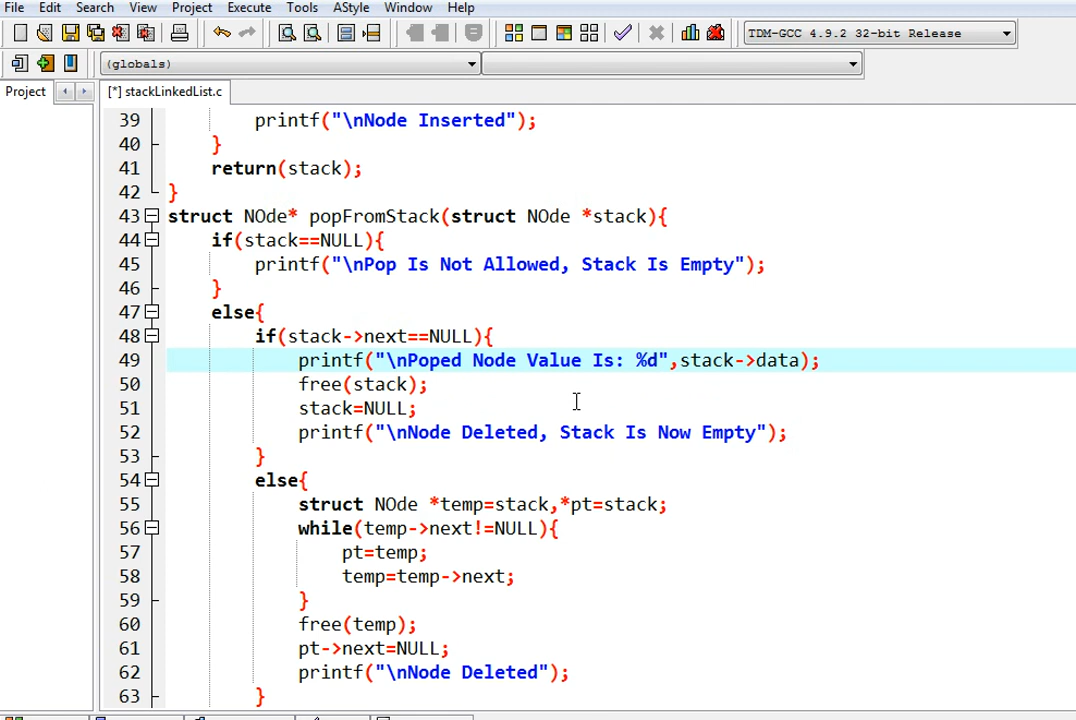 File Edit Search View Project Execute Tools AStyle Window Help
TDM-GCC 4.9.2 32-bit Release
(globals)
Project [*] stackLinkedList.c
39 printf("\nNode Inserted");
40 }
41 return(stack);
42 }
43 struct NOde* popFromStack(struct NOde *stack){
44 if(stack==NULL){
45 printf("\nPop Is Not Allowed, Stack Is Empty");
46 }
47 else{
48 if(stack->next==NULL){
49 printf("\nPoped Node Value Is: %d",stack->data);
50 free(stack);
51 stack=NULL;
52 printf("\nNode Deleted, Stack Is Now Empty");
53 }
54 else{
55 struct NOde *temp=stack,*pt=stack;
56 while(temp->next!=NULL){
57 pt=temp;
58 temp=temp->next;
59 }
60 free(temp);
61 pt->next=NULL;
62 printf("\nNode Deleted");
63 }